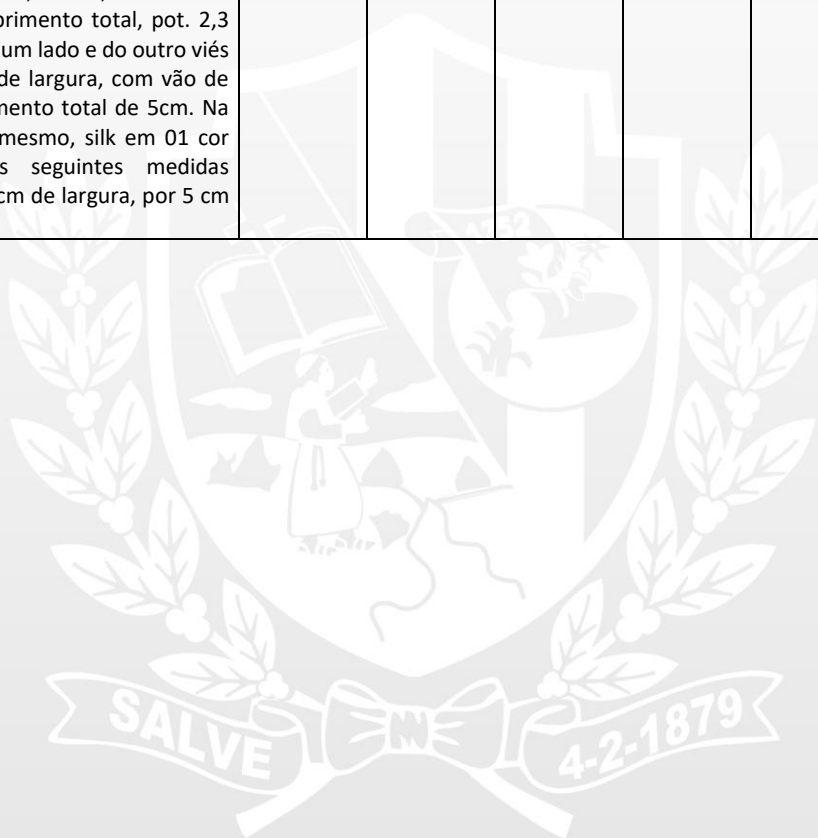 primento total, pot. 2,3
um lado e do outro viés
de largura, com vão de
mento total de 5cm. Na
mesmo, silk em 01 cor
s seguintes medidas
cm de largura, por 5 cm
1752
SALVE
4-2-1879